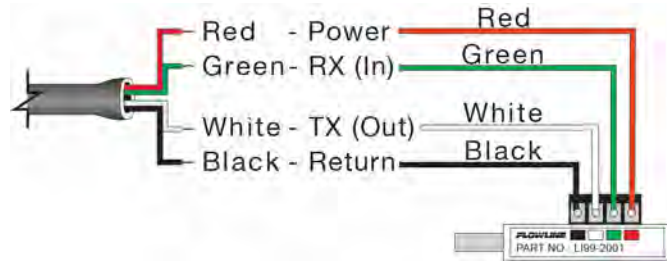 Red - Power Red
Green - RX (In) Green
White - TX (Out) White
Black - Return Black
FLOWLINE
PART NO : LI99-2001